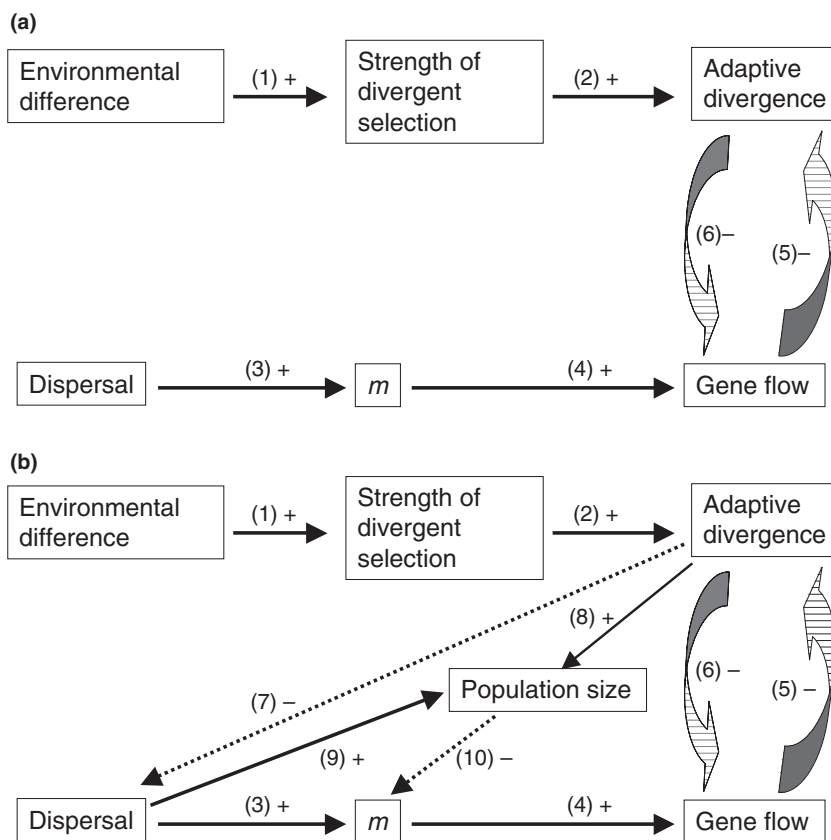 (a)
Environmental
difference
(1) +
Strength of
divergent
selection
(2) +
Adaptive
divergence
(6)–
(5)–
Dispersal
(3) +
m
(4) +
Gene flow
(b)
Environmental
difference
(1) +
Strength of
divergent
selection
(2) +
Adaptive
divergence
(8) +
(6) –
(5) –
(7) –
Population size
(9) +
(10) –
Dispersal
(3) +
m
(4) +
Gene flow